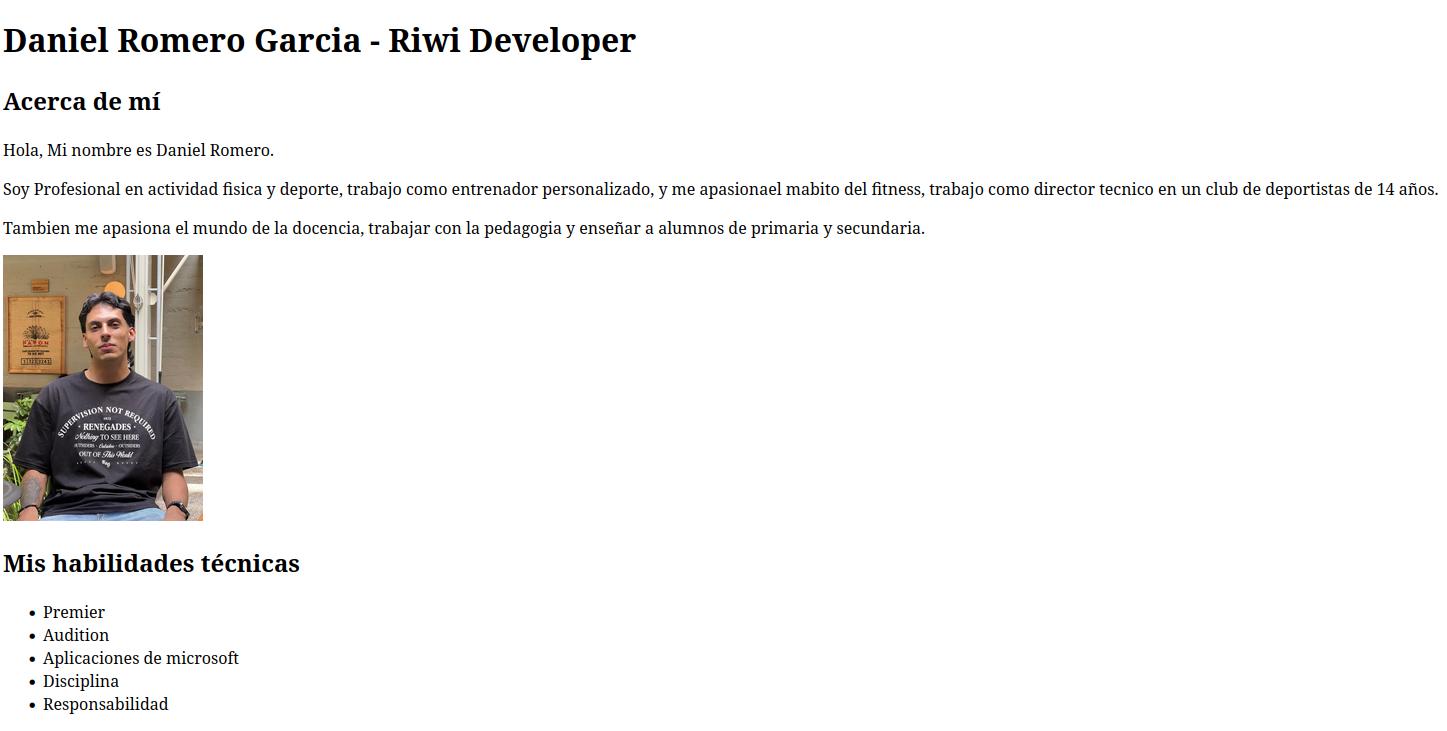 Daniel Romero Garcia - Riwi Developer
Acerca de mí
Hola, Mi nombre es Daniel Romero.
Soy Profesional en actividad fisica y deporte, trabajo como entrenador personalizado, y me apasionael mabito del fitness, trabajo como director tecnico en un club de deportistas de 14 años.
Tambien me apasiona el mundo de la docencia, trabajar con la pedagogia y enseñar a alumnos de primaria y secundaria.
SUPERVISION NOT REQUIRED
RENEGADES
Nothing TO SEE HERE
OUTSIDERS • Outsiders • OUTSIDERS
OUT OF This World
Mis habilidades técnicas
• Premier
• Audition
• Aplicaciones de microsoft
• Disciplina
• Responsabilidad